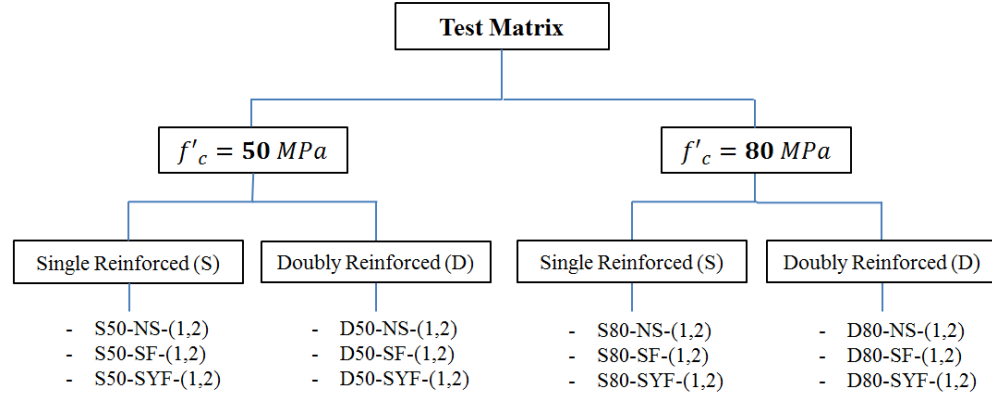 Test Matrix
f'c = 50 MPa
f'c = 80 MPa
Single Reinforced (S)
Doubly Reinforced (D)
Single Reinforced (S)
Doubly Reinforced (D)
- S50-NS-(1,2)
- S50-SF-(1,2)
- S50-SYF-(1,2)
- D50-NS-(1,2)
- D50-SF-(1,2)
- D50-SYF-(1,2)
- S80-NS-(1,2)
- S80-SF-(1,2)
- S80-SYF-(1,2)
- D80-NS-(1,2)
- D80-SF-(1,2)
- D80-SYF-(1,2)